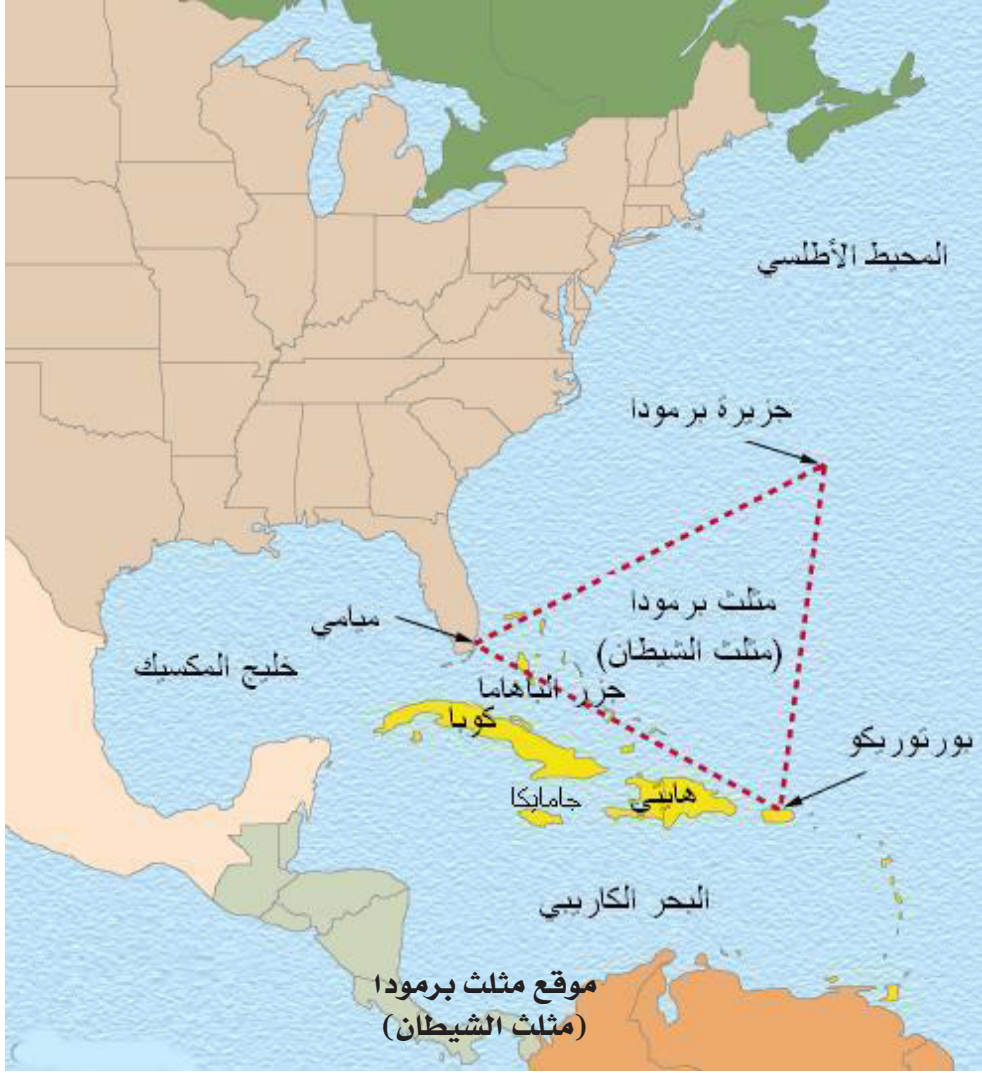 المحيط الأطلسي
جزيرة برمودا
مثلث برمودا
(مثلث الشيطان)
ميامي
خليج المكسيك
جزر الباهاما
كوبا
بورتوريكو
هايتي
جامايكا
البحر الكاريبي
موقع مثلث برمودا
(مثلث الشيطان)